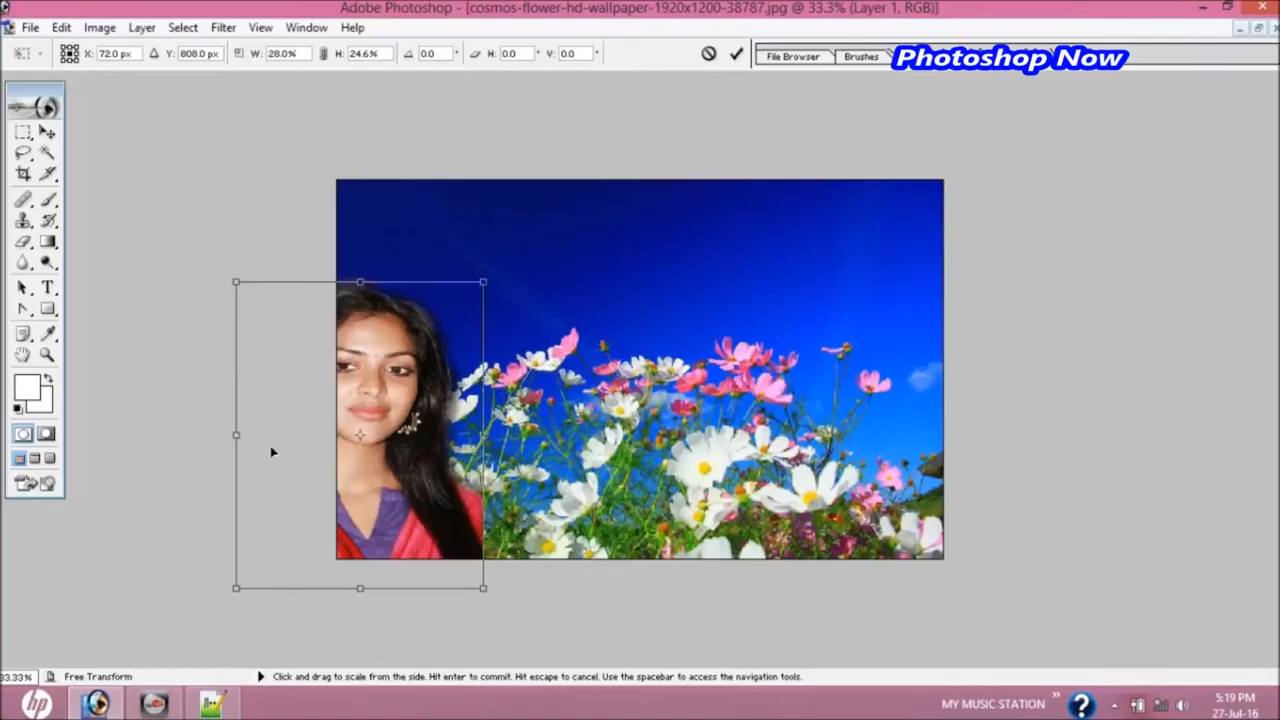 Adobe Photoshop - [cosmos-flower-hd-wallpaper-1920x1200-38787.jpg @ 33.3% (Layer 1, RGB)]
File Edit Image Layer Select Filter View Window Help
X: 72.0 px Y: 808.0 px W: 28.0% H: 24.6% 0.0 ° H: 0.0 ° V: 0.0 ° File Browser Brushes Photoshop Now
33.33% Free Transform Click and drag to scale from the side. Hit enter to commit. Hit escape to cancel. Use the spacebar to access the navigation tools.
hp MY MUSIC STATION 5:19 PM
27-Jul-16